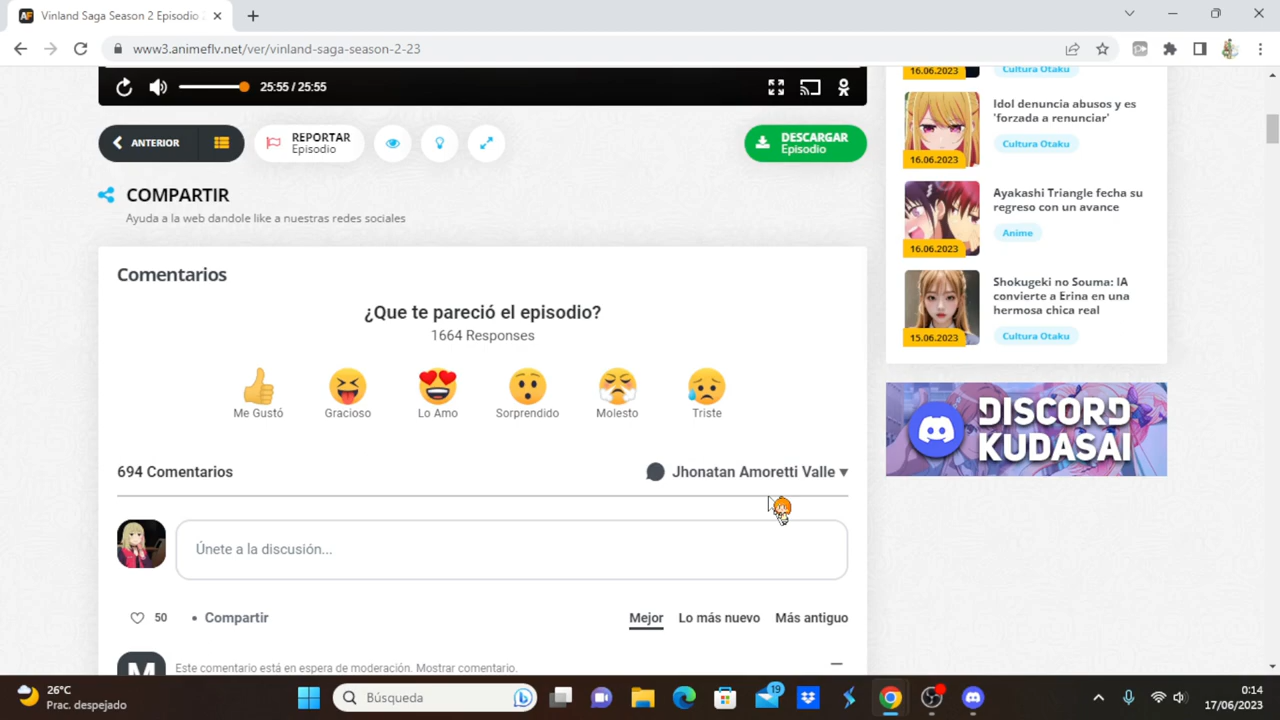 Vinland Saga Season 2 Episodio
www3.animeflv.net/ver/vinland-saga-season-2-23
25:55 / 25:55
ANTERIOR
REPORTAR
Episodio
DESCARGAR
Episodio
COMPARTIR
Ayuda a la web dandole like a nuestras redes sociales
Comentarios
¿Que te pareció el episodio?
1664 Responses
Me Gustó
Gracioso
Lo Amo
Sorprendido
Molesto
Triste
694 Comentarios
Jhonatan Amoretti Valle
Únete a la discusión...
50
• Compartir
Mejor
Lo más nuevo
Más antiguo
M
Este comentario está en espera de moderación. Mostrar comentario.
16.06.2023
Cultura Otaku
Idol denuncia abusos y es
'forzada a renunciar'
Cultura Otaku
16.06.2023
Ayakashi Triangle fecha su
regreso con un avance
Anime
16.06.2023
Shokugeki no Souma: IA
convierte a Erina en una
hermosa chica real
Cultura Otaku
15.06.2023
DISCORD
KUDASAI
26°C
Prac. despejado
Búsqueda
19
0:14
17/06/2023